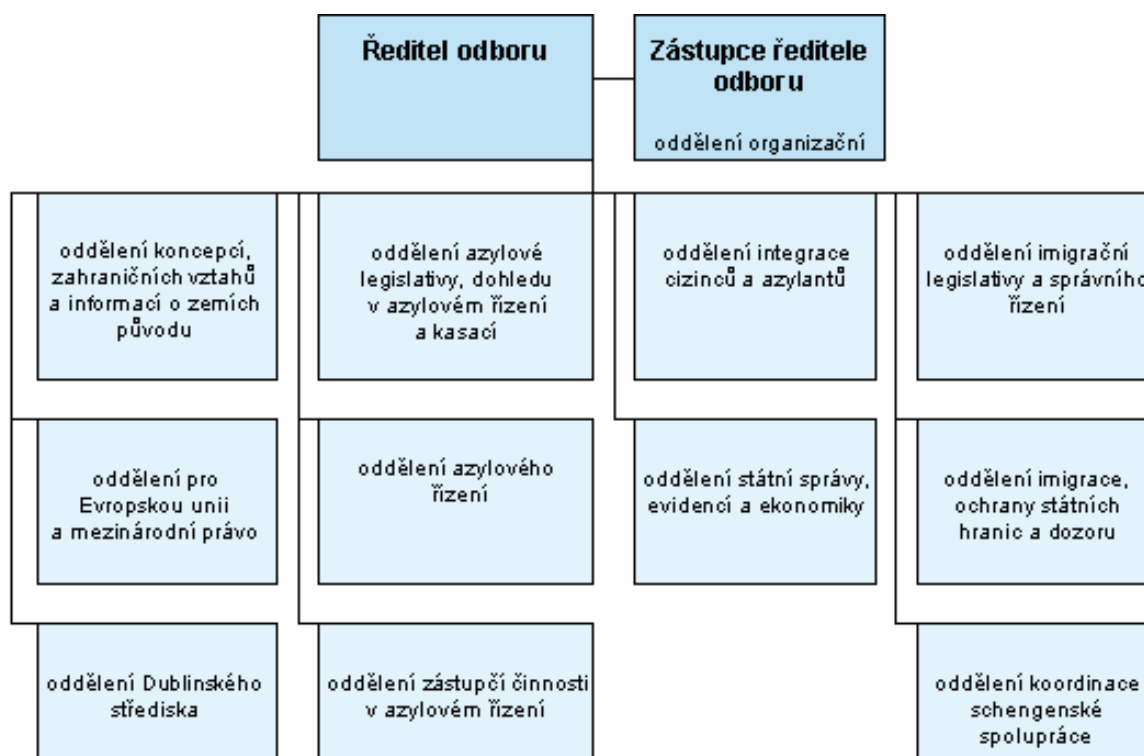 Ředitel odboru
Zástupce ředitele
odboru
oddělení organizační
oddělení koncepcí,
zahraničních vztahů
a informací o zemích
původu
oddělení azylové
legislativy, dohledu
v azylovém řízení
a kasací
oddělení integrace
cizinců a azylantů
oddělení imigrační
legislativy a správního
řízení
oddělení pro
Evropskou unii
a mezinárodní právo
oddělení azylového
řízení
oddělení státní správy,
evidencí a ekonomiky
oddělení imigrace,
ochrany státních
hranic a dozoru
oddělení Dublinského
střediska
oddělení zástupčí činnosti
v azylovém řízení
oddělení koordinace
schengenské
spolupráce